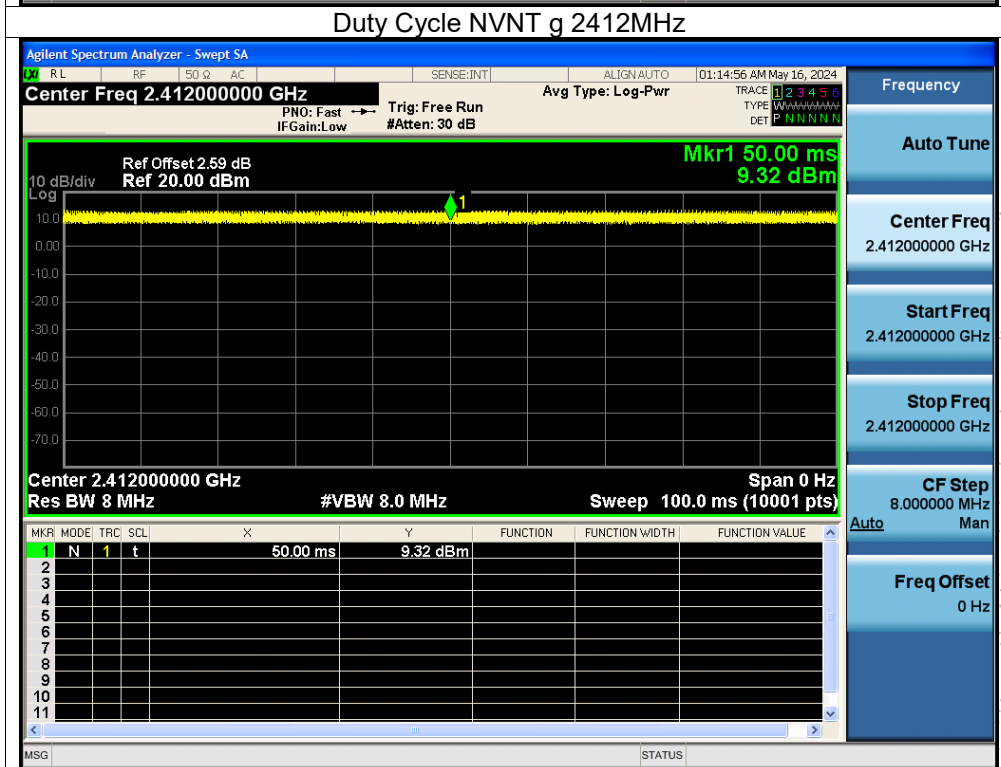 Duty Cycle NVNT g 2412MHz
Agilent Spectrum Analyzer - Swept SA
LXI RL RF 50 Ω AC SENSE:INT ALIGN AUTO 01:14:56 AM May 16, 2024
Center Freq 2.412000000 GHz
PNO: Fast
IFGain:Low
Trig: Free Run
#Atten: 30 dB
Avg Type: Log-Pwr
TRACE 1 2 3 4 5 6
TYPE WWWWWW
DET P N N N N N
Frequency
Auto Tune
Center Freq
2.412000000 GHz
Start Freq
2.412000000 GHz
Stop Freq
2.412000000 GHz
CF Step
8.000000 MHz
Auto Man
Freq Offset
0 Hz
Mkr1 50.00 ms
9.32 dBm
Ref Offset 2.59 dB
10 dB/div Ref 20.00 dBm
Log
1
10.0
0.00
-10.0
-20.0
-30.0
-40.0
-50.0
-60.0
-70.0
Center 2.412000000 GHz Span 0 Hz
Res BW 8 MHz #VBW 8.0 MHz Sweep 100.0 ms (10001 pts)
MKR MODE TRC SCL X Y FUNCTION FUNCTION WIDTH FUNCTION VALUE
1 N 1 t 50.00 ms 9.32 dBm
2
3
4
5
6
7
8
9
10
11
MSG STATUS